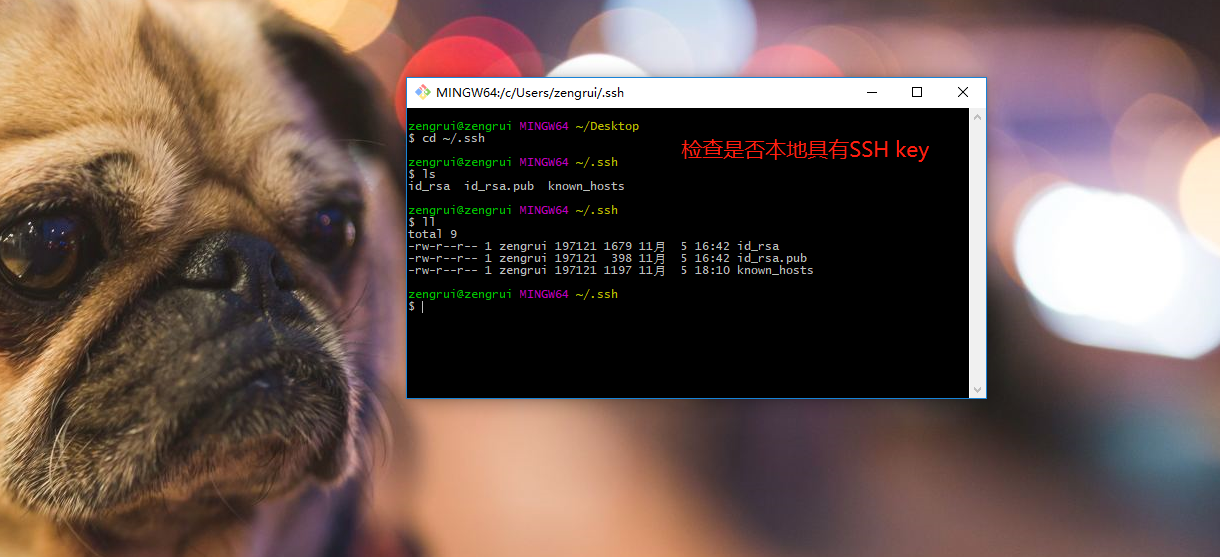 MINGW64:/c/Users/zengrui/.ssh
zengrui@zengrui MINGW64 ~/Desktop
$ cd ~/.ssh
检查是否本地具有SSH key
zengrui@zengrui MINGW64 ~/.ssh
$ ls
id_rsa  id_rsa.pub  known_hosts
zengrui@zengrui MINGW64 ~/.ssh
$ ll
total 9
-rw-r--r-- 1 zengrui 197121 1679 11月  5 16:42 id_rsa
-rw-r--r-- 1 zengrui 197121  398 11月  5 16:42 id_rsa.pub
-rw-r--r-- 1 zengrui 197121 1197 11月  5 18:10 known_hosts
zengrui@zengrui MINGW64 ~/.ssh
$